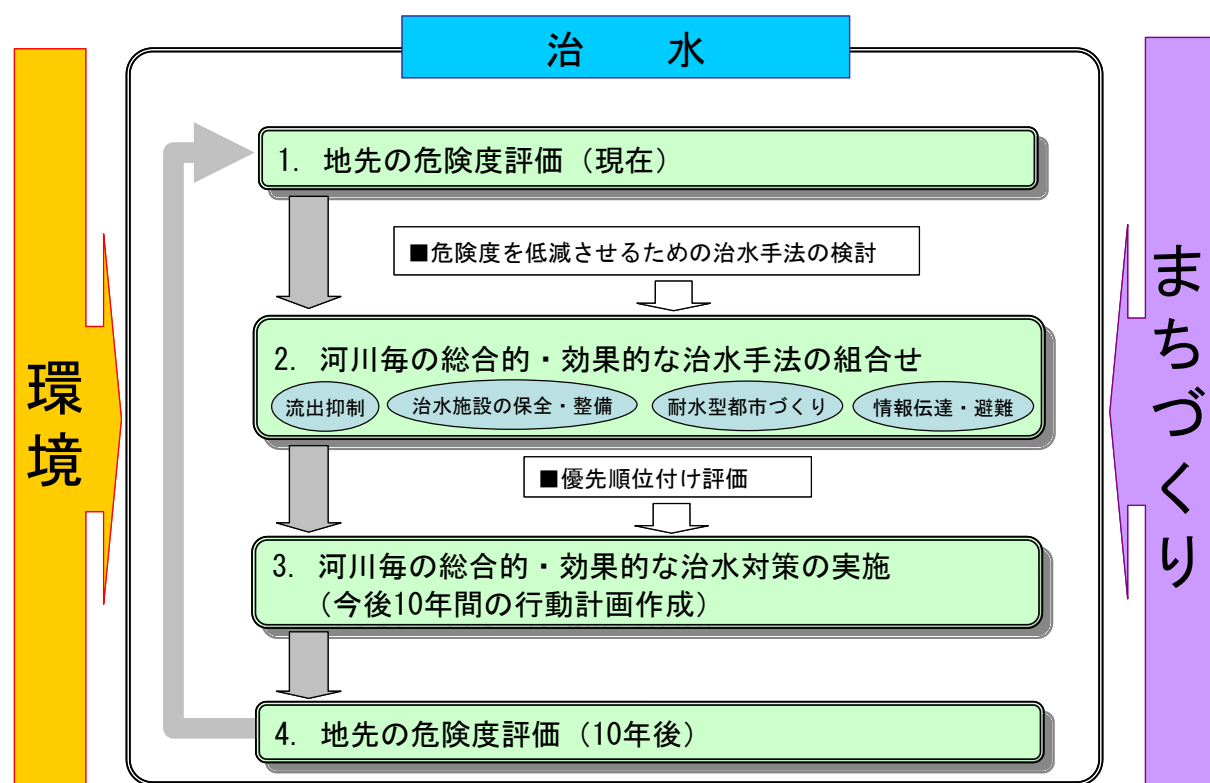 治 水
環境
まちづくり
1. 地先の危険度評価（現在）
■危険度を低減させるための治水手法の検討
2. 河川毎の総合的・効果的な治水手法の組合せ
流出抑制 治水施設の保全・整備 耐水型都市づくり 情報伝達・避難
■優先順位付け評価
3. 河川毎の総合的・効果的な治水対策の実施
（今後10年間の行動計画作成）
4. 地先の危険度評価（10年後）